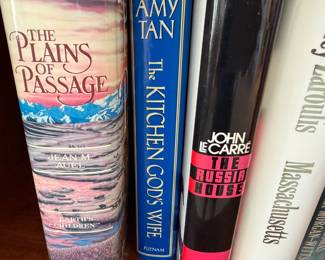 THE
PLAINS
OF
PASSAGE
JEAN M.
AUEL
EARTH'S
CHILDREN
AMY
TAN
The KITCHEN GOD'S WIFE
PUTNAM
JOHN
LE CARRÉ
THE
RUSSIA
HOUSE
Zaroulis
Massachusetts